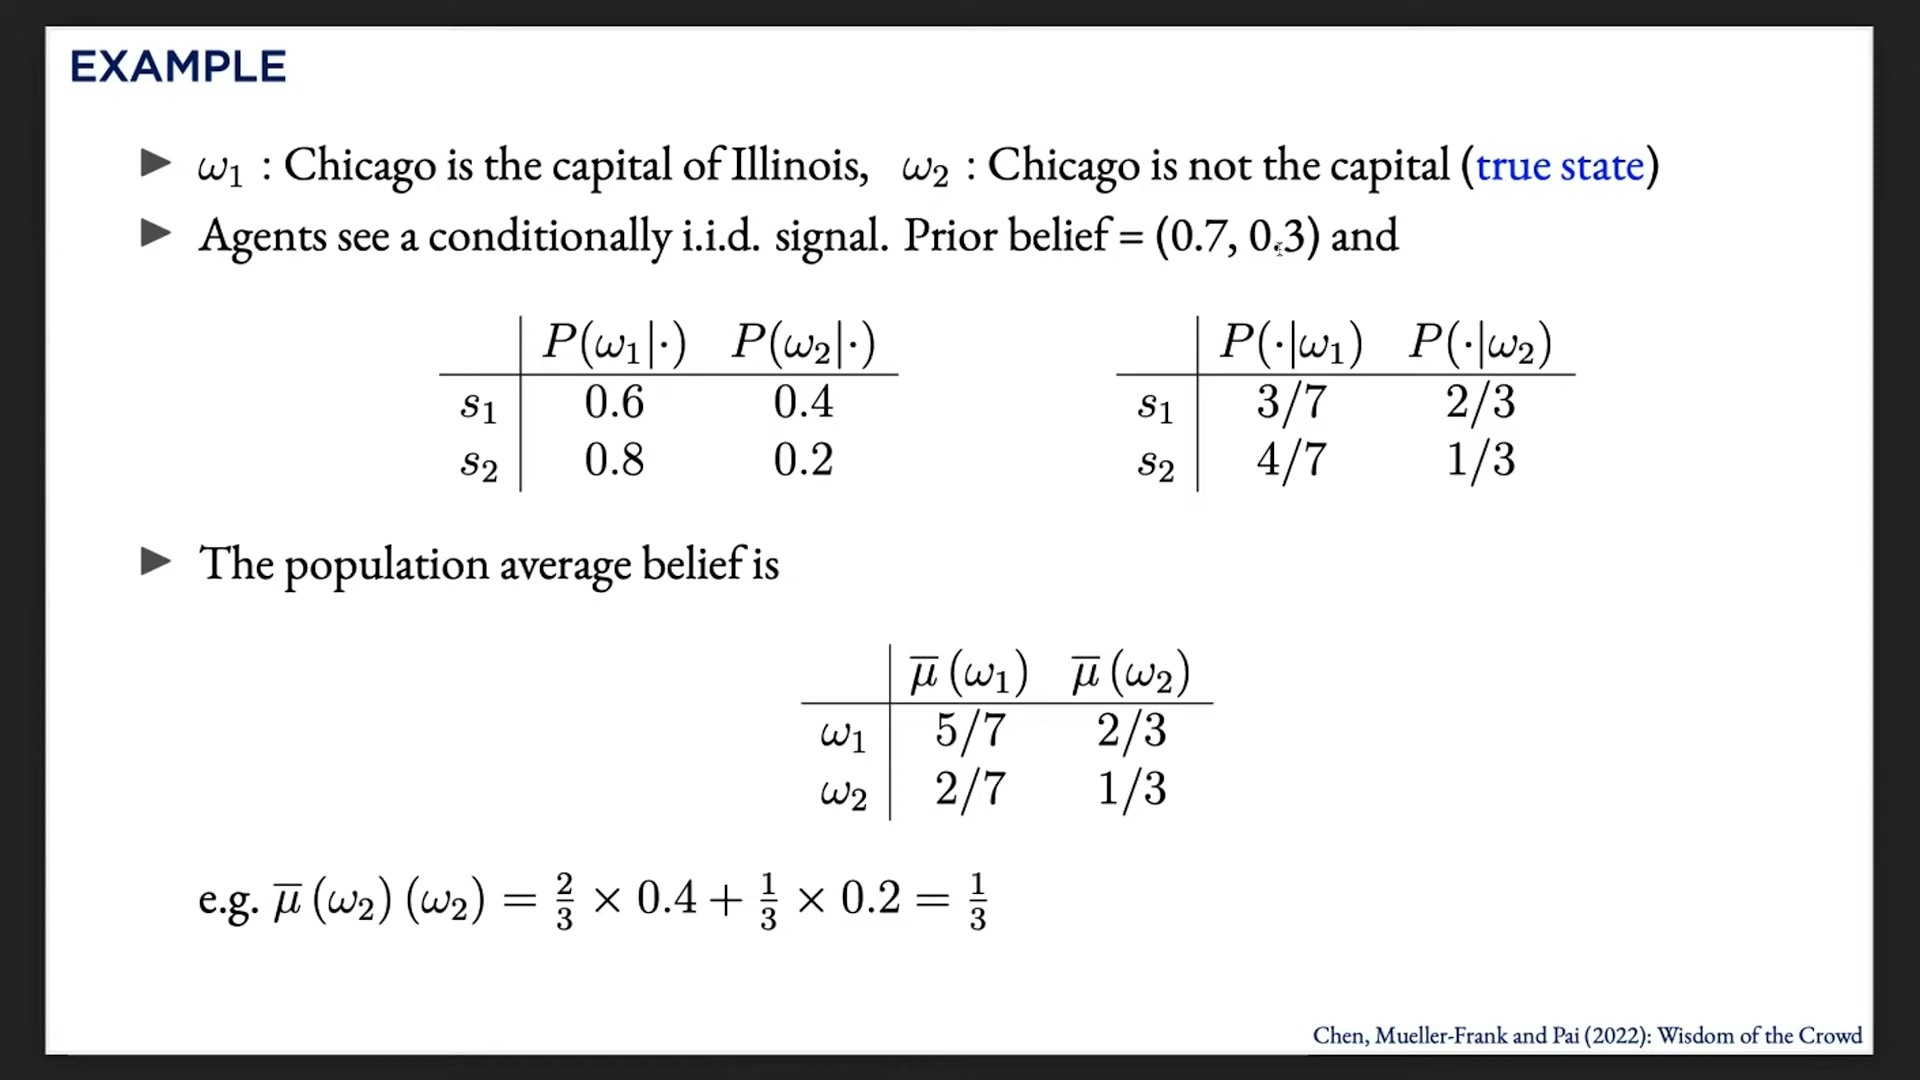 EXAMPLE
▶ ω₁ : Chicago is the capital of Illinois, ω₂ : Chicago is not the capital (true state)
▶ Agents see a conditionally i.i.d. signal. Prior belief = (0.7, 0.3) and
P(ω₁|·) P(ω₂|·)
s₁ 0.6 0.4
s₂ 0.8 0.2
P(·|ω₁) P(·|ω₂)
s₁ 3/7 2/3
s₂ 4/7 1/3
▶ The population average belief is
μ̅ (ω₁) μ̅ (ω₂)
ω₁ 5/7 2/3
ω₂ 2/7 1/3
e.g. μ̅ (ω₂) (ω₂) = 2/3 × 0.4 + 1/3 × 0.2 = 1/3
Chen, Mueller-Frank and Pai (2022): Wisdom of the Crowd